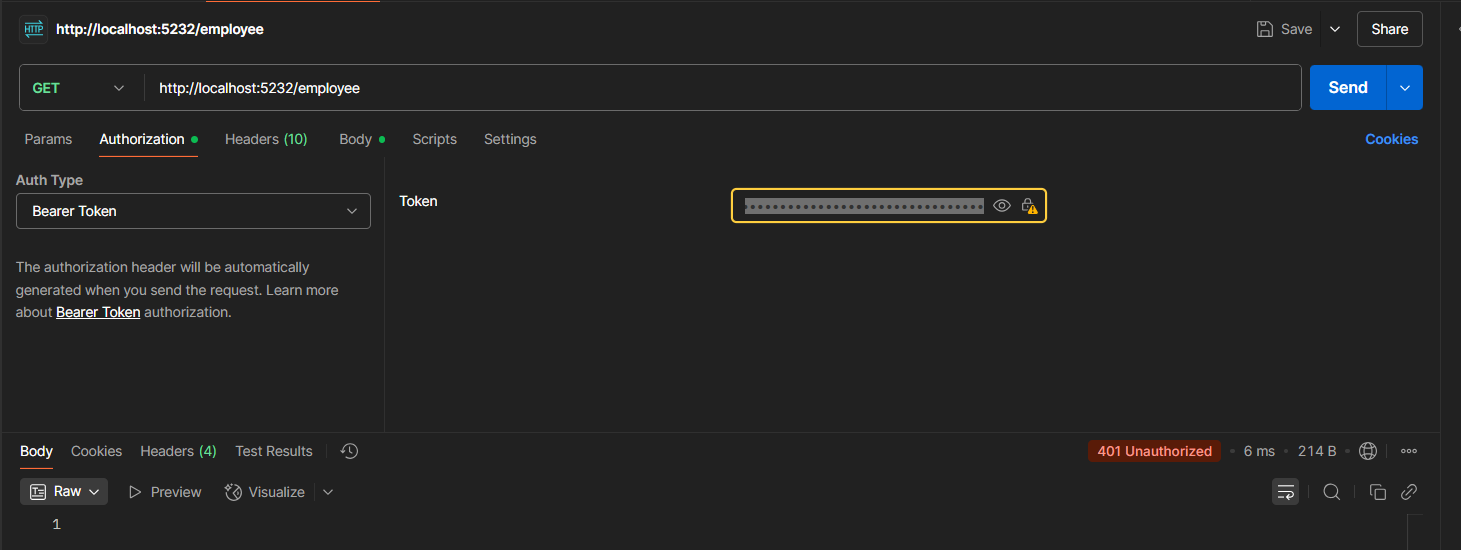 HTTP http://localhost:5232/employee Save Share
GET http://localhost:5232/employee Send
Params Authorization Headers (10) Body Scripts Settings Cookies
Auth Type
Bearer Token
Token
The authorization header will be automatically
generated when you send the request. Learn more
about Bearer Token authorization.
Body Cookies Headers (4) Test Results 401 Unauthorized 6 ms 214 B
Raw Preview Visualize
1